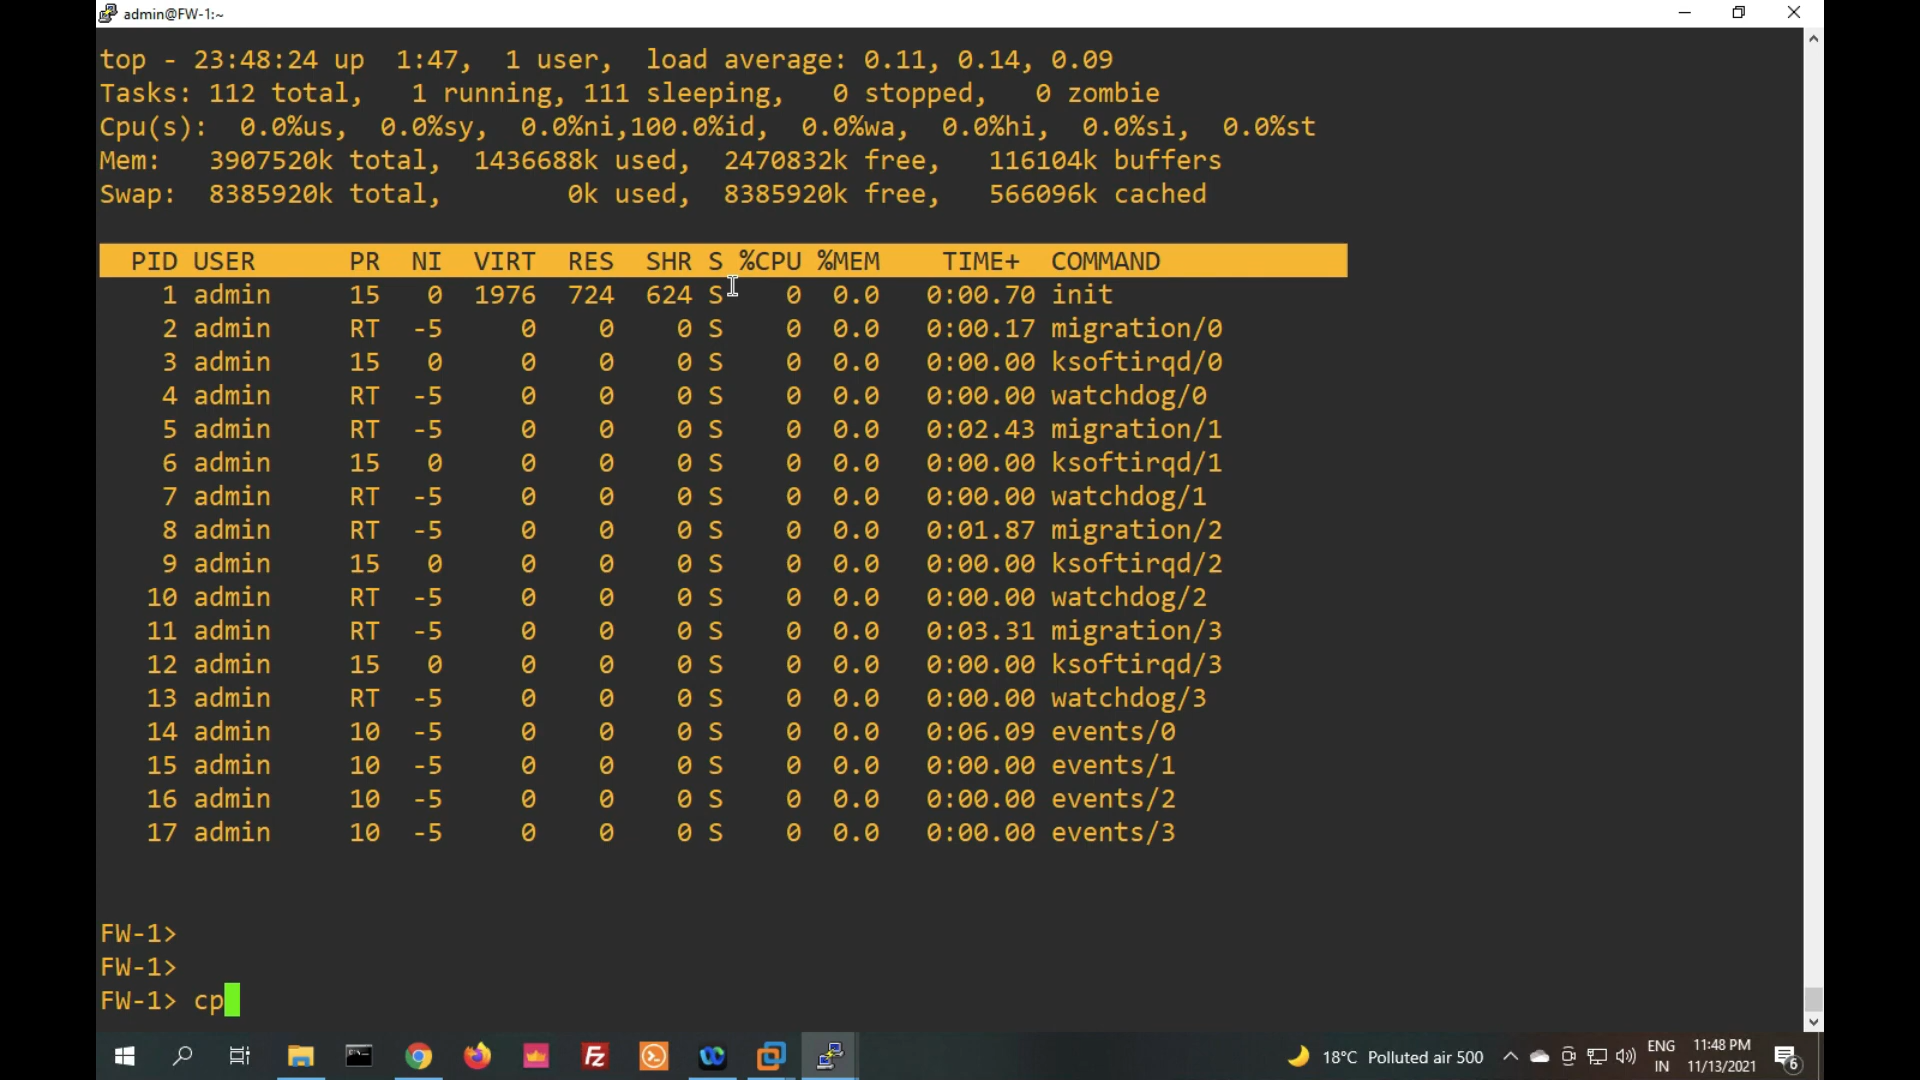 admin@FW-1:~
top - 23:48:24 up  1:47,  1 user,  load average: 0.11, 0.14, 0.09
Tasks: 112 total,   1 running, 111 sleeping,   0 stopped,   0 zombie
Cpu(s):  0.0%us,  0.0%sy,  0.0%ni,100.0%id,  0.0%wa,  0.0%hi,  0.0%si,  0.0%st
Mem:   3907520k total,  1436688k used,  2470832k free,   116104k buffers
Swap:  8385920k total,        0k used,  8385920k free,   566096k cached
PID USER      PR  NI  VIRT  RES  SHR S %CPU %MEM    TIME+  COMMAND
1 admin     15   0  1976  724  624 S    0  0.0   0:00.70 init
2 admin     RT  -5     0    0    0 S    0  0.0   0:00.17 migration/0
3 admin     15   0     0    0    0 S    0  0.0   0:00.00 ksoftirqd/0
4 admin     RT  -5     0    0    0 S    0  0.0   0:00.00 watchdog/0
5 admin     RT  -5     0    0    0 S    0  0.0   0:02.43 migration/1
6 admin     15   0     0    0    0 S    0  0.0   0:00.00 ksoftirqd/1
7 admin     RT  -5     0    0    0 S    0  0.0   0:00.00 watchdog/1
8 admin     RT  -5     0    0    0 S    0  0.0   0:01.87 migration/2
9 admin     15   0     0    0    0 S    0  0.0   0:00.00 ksoftirqd/2
10 admin     RT  -5     0    0    0 S    0  0.0   0:00.00 watchdog/2
11 admin     RT  -5     0    0    0 S    0  0.0   0:03.31 migration/3
12 admin     15   0     0    0    0 S    0  0.0   0:00.00 ksoftirqd/3
13 admin     RT  -5     0    0    0 S    0  0.0   0:00.00 watchdog/3
14 admin     10  -5     0    0    0 S    0  0.0   0:06.09 events/0
15 admin     10  -5     0    0    0 S    0  0.0   0:00.00 events/1
16 admin     10  -5     0    0    0 S    0  0.0   0:00.00 events/2
17 admin     10  -5     0    0    0 S    0  0.0   0:00.00 events/3
FW-1>
FW-1>
FW-1> cp
18°C Polluted air 500
ENG
IN
11:48 PM
11/13/2021
6